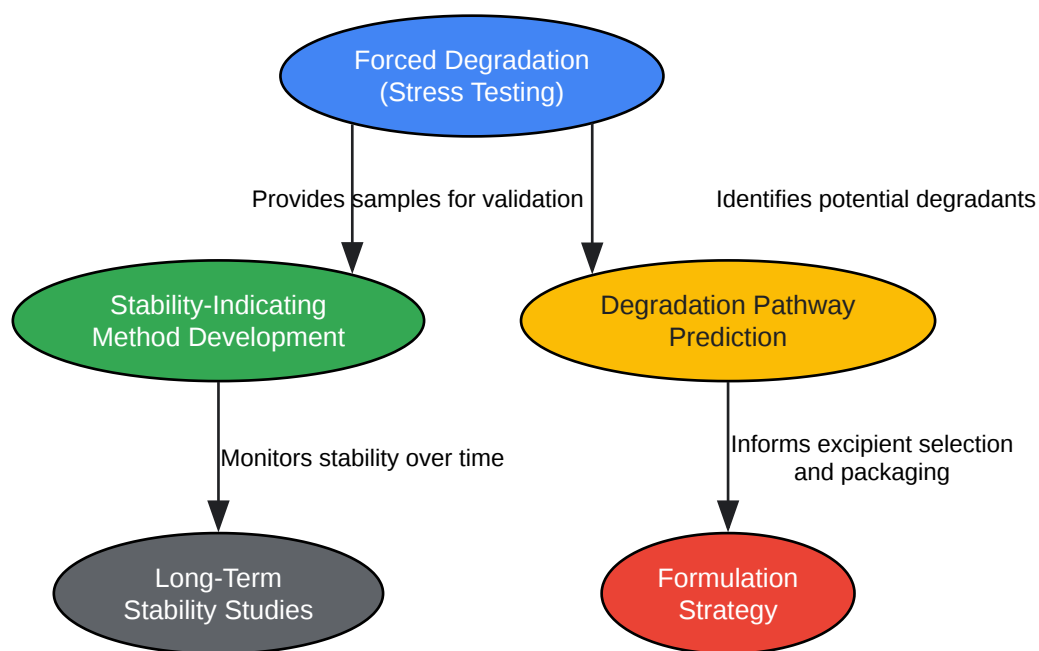 Forced Degradation
(Stress Testing)
Provides samples for validation
Identifies potential degradants
Stability-Indicating
Method Development
Degradation Pathway
Prediction
Monitors stability over time
Informs excipient selection
and packaging
Long-Term
Stability Studies
Formulation
Strategy